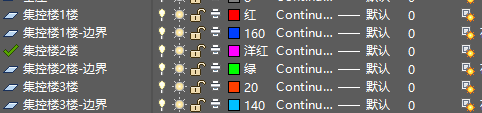 集控楼1楼 红 Continu... 默认 0
集控楼1楼-边界 160 Continu... 默认 0
集控楼2楼 洋红 Continu... 默认 0
集控楼2楼-边界 绿 Continu... 默认 0
集控楼3楼 20 Continu... 默认 0
集控楼3楼-边界 140 Continu... 默认 0